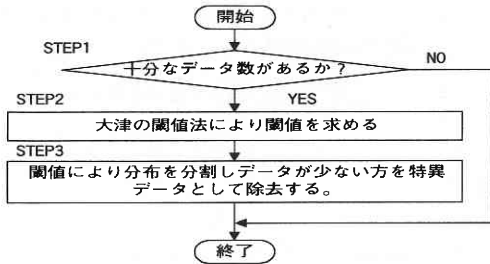 開始
STEP1
十分なデータ数があるか？
NO
STEP2
YES
大津の閾値法により閾値を求める
STEP3
閾値により分布を分割しデータが少ない方を特異
データとして除去する。
終了